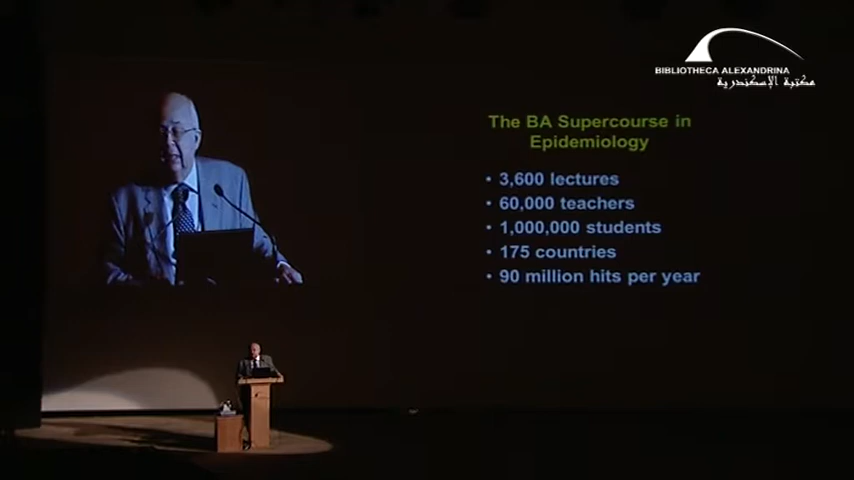 BIBLIOTHECA ALEXANDRINA
مكتبة الإسكندرية
The BA Supercourse in
Epidemiology
• 3,600 lectures
• 60,000 teachers
• 1,000,000 students
• 175 countries
• 90 million hits per year